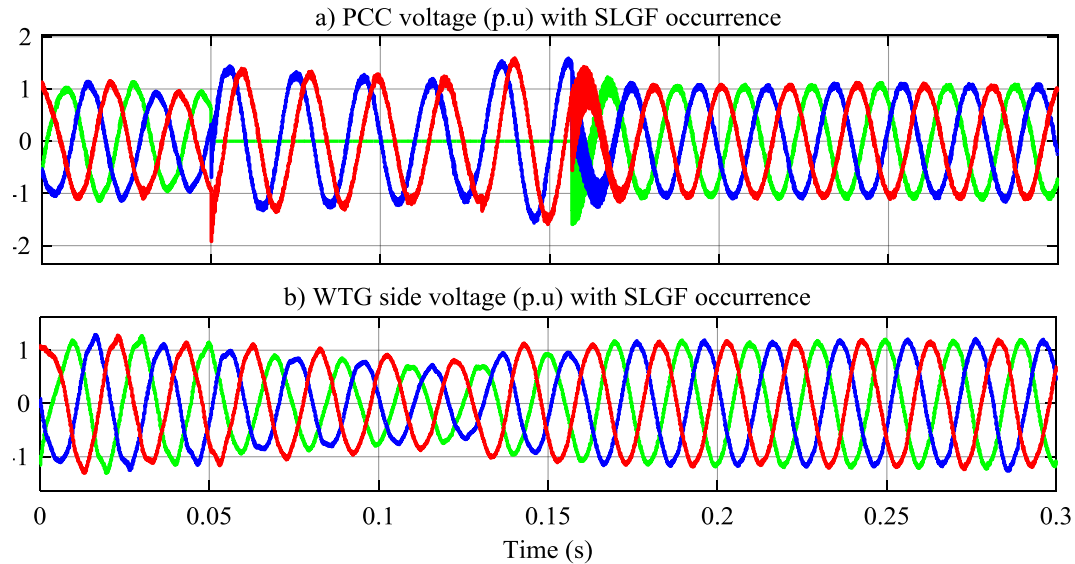 a) PCC voltage (p.u) with SLGF occurrence
2
1
0
-1
-2
b) WTG side voltage (p.u) with SLGF occurrence
1
0
-1
0 0.05 0.1 0.15 0.2 0.25 0.3
Time (s)